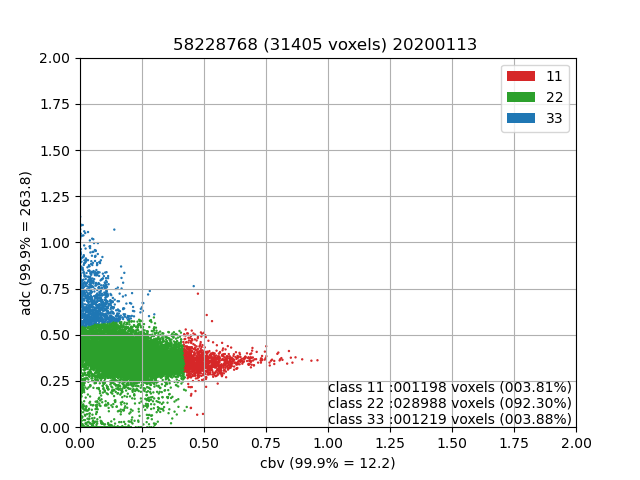 58228768 (31405 voxels) 20200113
2.00
1.75
1.50
1.25
1.00
0.75
0.50
0.25
0.00
adc (99.9% = 263.8)
11
22
33
class 11 :001198 voxels (003.81%)
class 22 :028988 voxels (092.30%)
class 33 :001219 voxels (003.88%)
0.00 0.25 0.50 0.75 1.00 1.25 1.50 1.75 2.00
cbv (99.9% = 12.2)